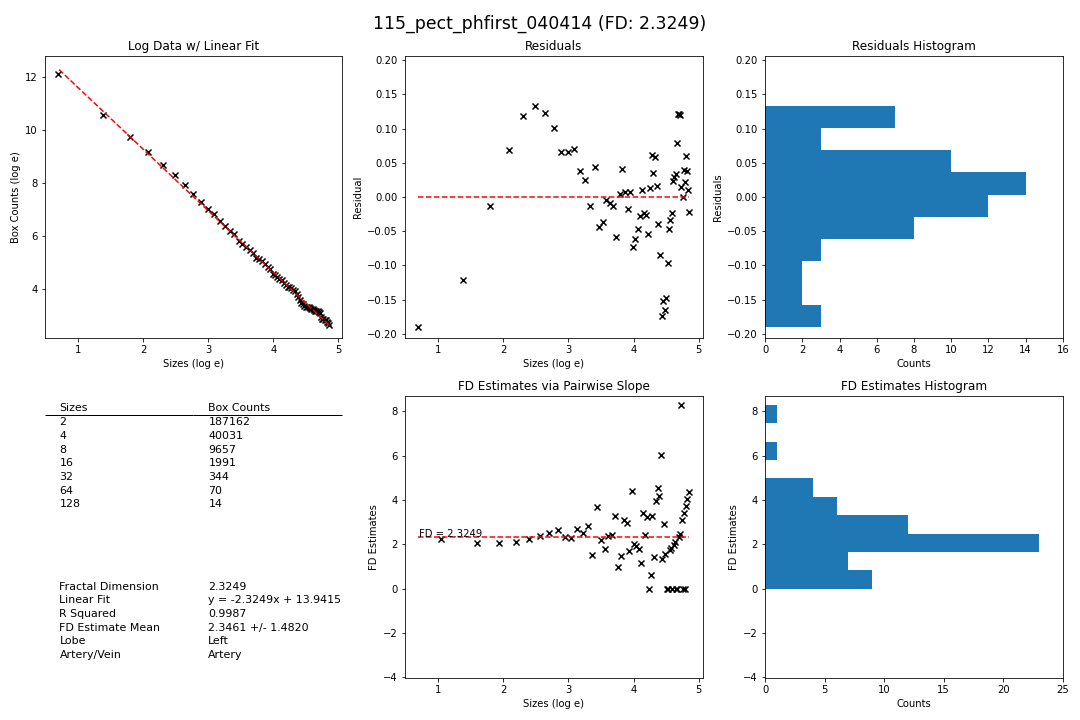 115_pect_phfirst_040414 (FD: 2.3249)
Log Data w/ Linear Fit
Box Counts (log e)
12
10
8
6
4
1 2 3 4 5
Sizes (log e)
Residuals
Residual
0.20
0.15
0.10
0.05
0.00
−0.05
−0.10
−0.15
−0.20
1 2 3 4 5
Sizes (log e)
Residuals Histogram
Residuals
0.20
0.15
0.10
0.05
0.00
−0.05
−0.10
−0.15
−0.20
0 2 4 6 8 10 12 14 16
Counts
Sizes Box Counts
2 187162
4 40031
8 9657
16 1991
32 344
64 70
128 14
Fractal Dimension 2.3249
Linear Fit y = -2.3249x + 13.9415
R Squared 0.9987
FD Estimate Mean 2.3461 +/- 1.4820
Lobe Left
Artery/Vein Artery
FD Estimates via Pairwise Slope
FD Estimates
8
6
4
2
0
−2
−4
FD = 2.3249
1 2 3 4 5
Sizes (log e)
FD Estimates Histogram
FD Estimates
8
6
4
2
0
−2
−4
0 5 10 15 20 25
Counts